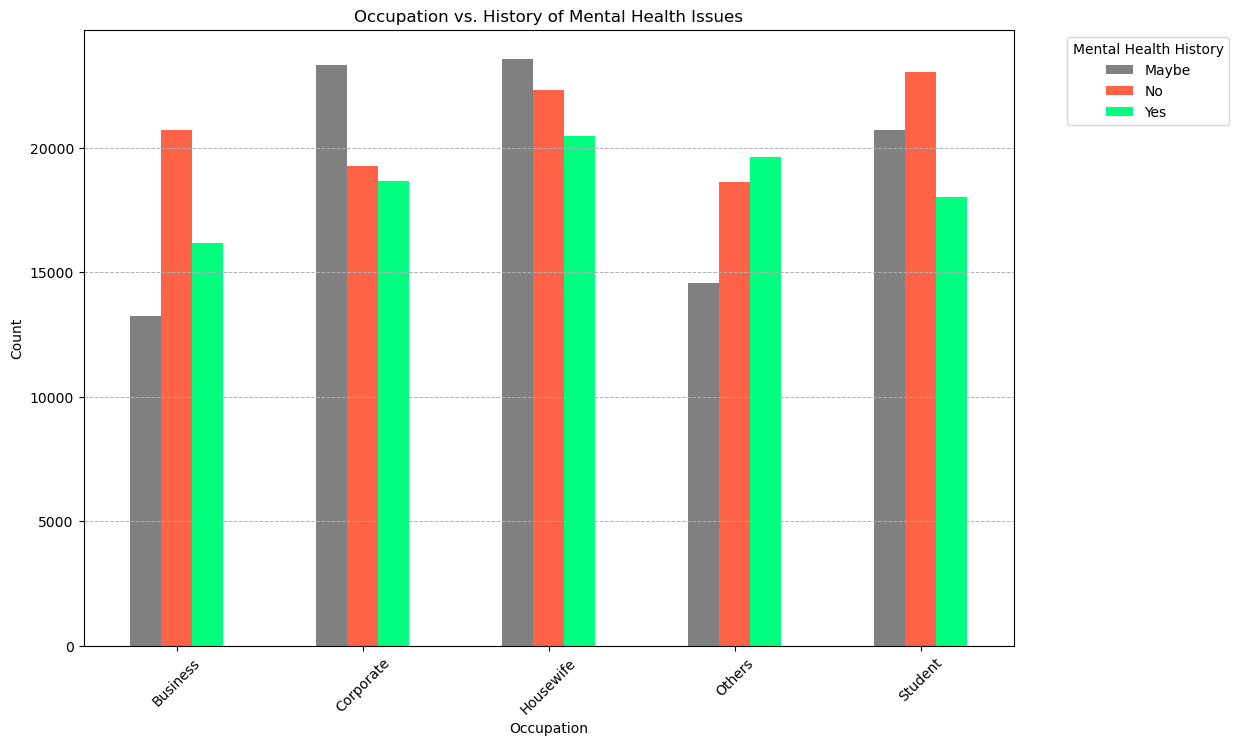 Occupation vs. History of Mental Health Issues
Mental Health History
Maybe
No
Yes
Count
20000
15000
10000
5000
0
Business
Corporate
Housewife
Others
Student
Occupation